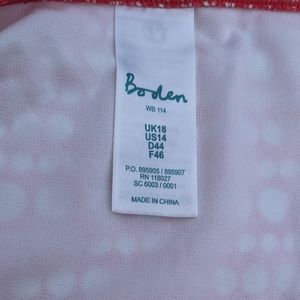 Boden
WB 114
UK18
US14
D44
F46
P.O. 895905 / 895907
RN 118027
SC 6003 / 0001
MADE IN CHINA